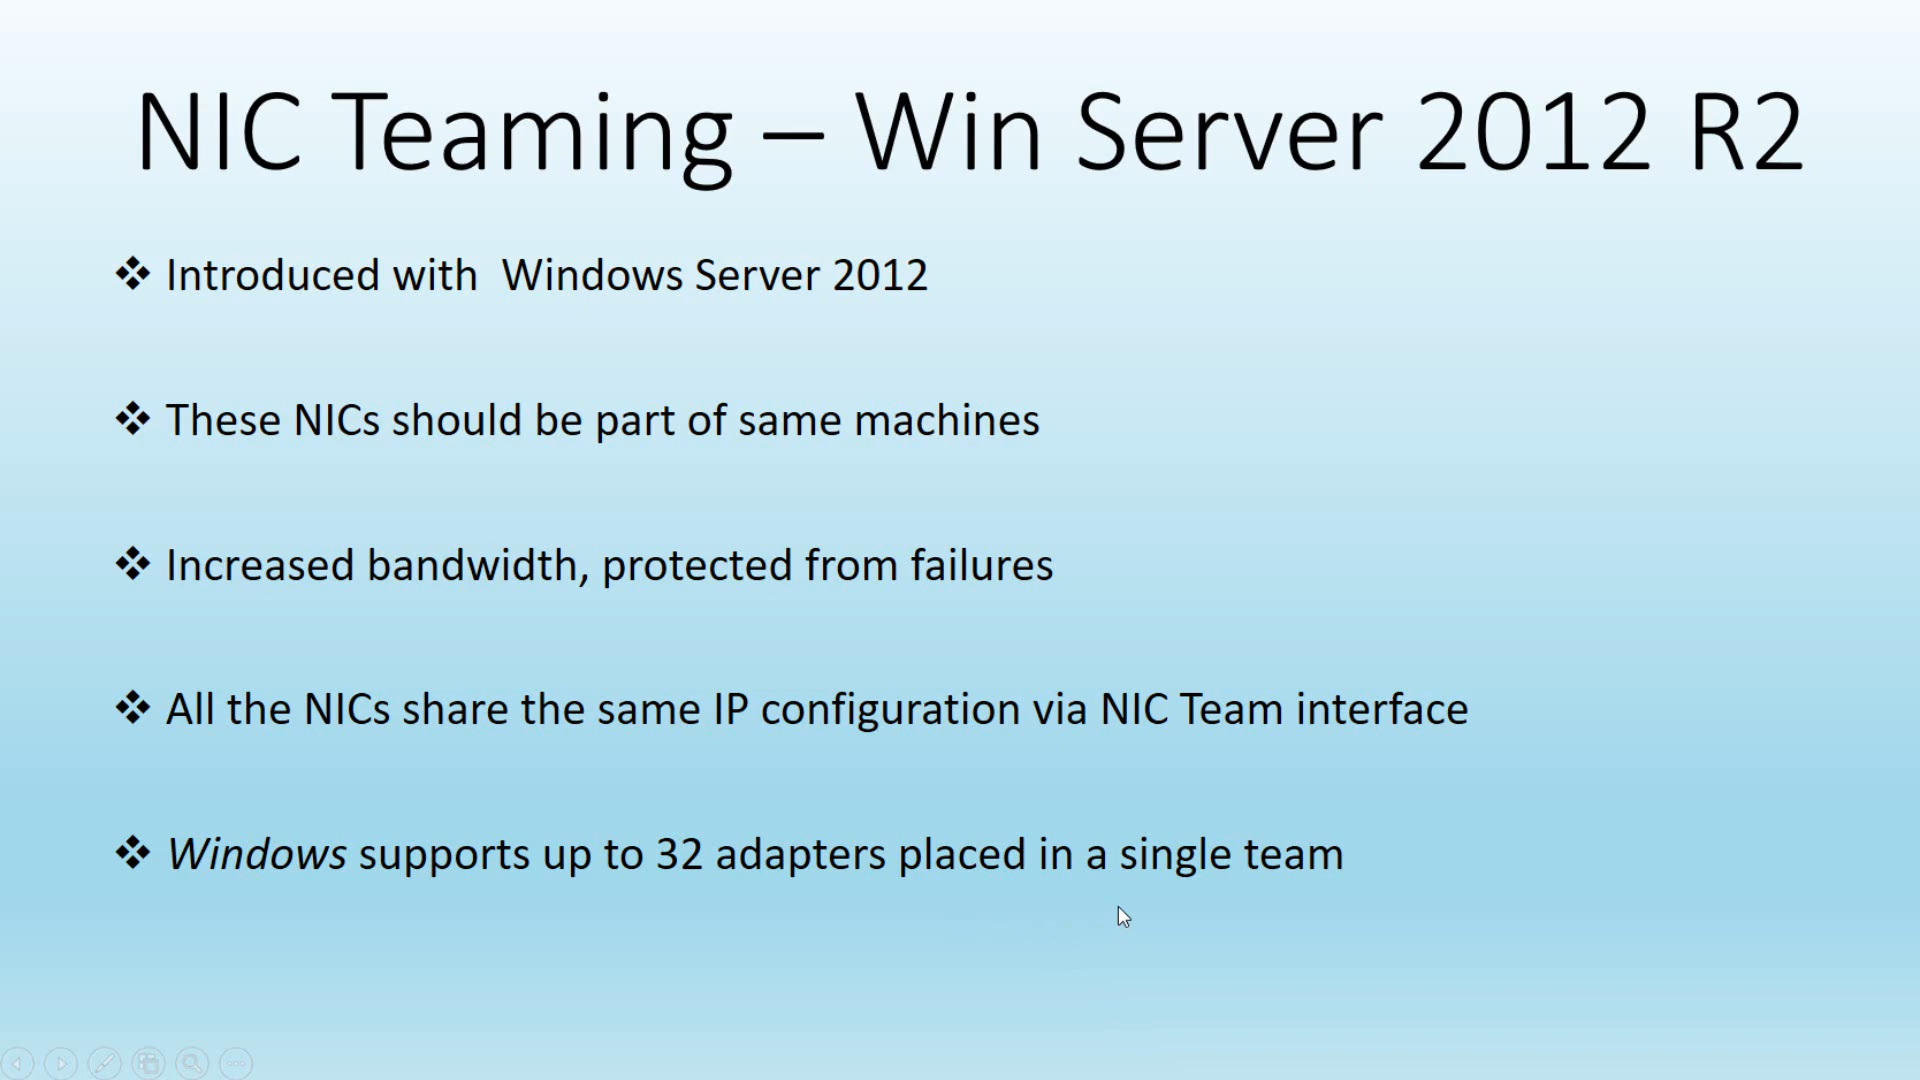 NIC Teaming – Win Server 2012 R2
❖ Introduced with  Windows Server 2012
❖ These NICs should be part of same machines
❖ Increased bandwidth, protected from failures
❖ All the NICs share the same IP configuration via NIC Team interface
❖ Windows supports up to 32 adapters placed in a single team